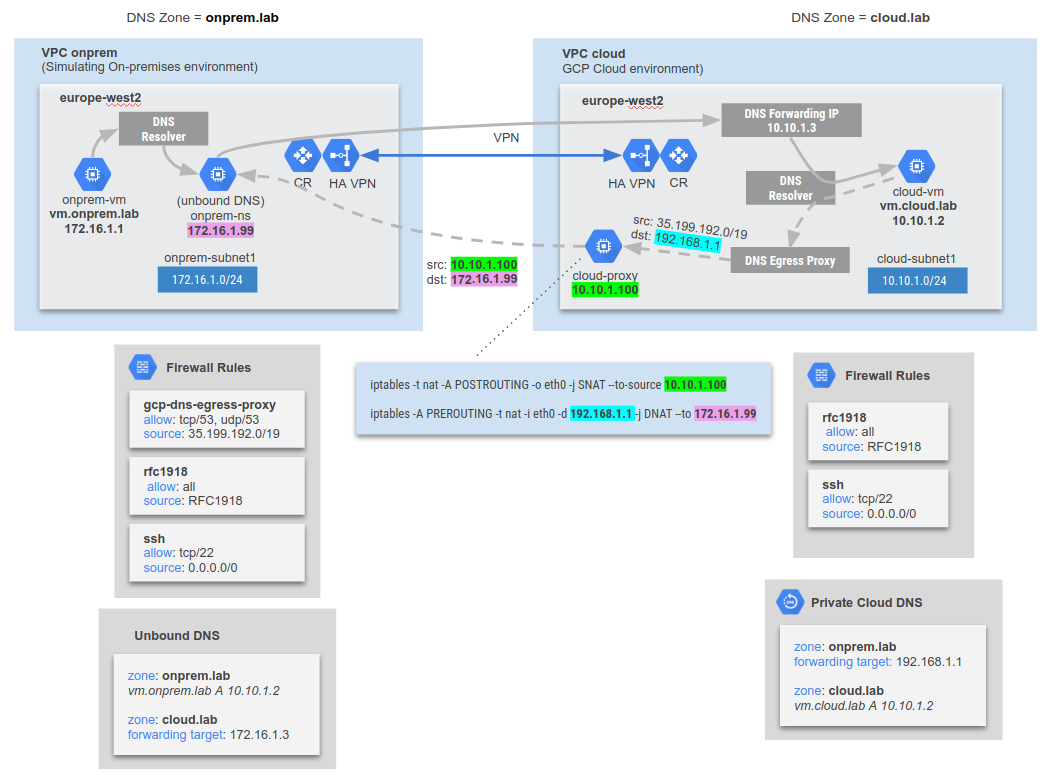 DNS Zone = onprem.lab
DNS Zone = cloud.lab
VPC onprem
(Simulating On-premises environment)
europe-west2
DNS
Resolver
onprem-vm
vm.onprem.lab
172.16.1.1
(unbound DNS)
onprem-ns
172.16.1.99
CR
HA VPN
onprem-subnet1
172.16.1.0/24
VPN
src: 10.10.1.100
dst: 172.16.1.99
VPC cloud
GCP Cloud environment)
europe-west2
DNS Forwarding IP
10.10.1.3
HA VPN
CR
DNS
Resolver
cloud-vm
vm.cloud.lab
10.10.1.2
src: 35.199.192.0/19
dst: 192.168.1.1
DNS Egress Proxy
cloud-proxy
10.10.1.100
cloud-subnet1
10.10.1.0/24
Firewall Rules
gcp-dns-egress-proxy
allow: tcp/53, udp/53
source: 35.199.192.0/19
rfc1918
allow: all
source: RFC1918
ssh
allow: tcp/22
source: 0.0.0.0/0
iptables -t nat -A POSTROUTING -o eth0 -j SNAT --to-source 10.10.1.100
iptables -A PREROUTING -t nat -i eth0 -d 192.168.1.1 -j DNAT --to 172.16.1.99
Firewall Rules
rfc1918
allow: all
source: RFC1918
ssh
allow: tcp/22
source: 0.0.0.0/0
Unbound DNS
zone: onprem.lab
vm.onprem.lab A 10.10.1.2
zone: cloud.lab
forwarding target: 172.16.1.3
DNS
Private Cloud DNS
zone: onprem.lab
forwarding target: 192.168.1.1
zone: cloud.lab
vm.cloud.lab A 10.10.1.2